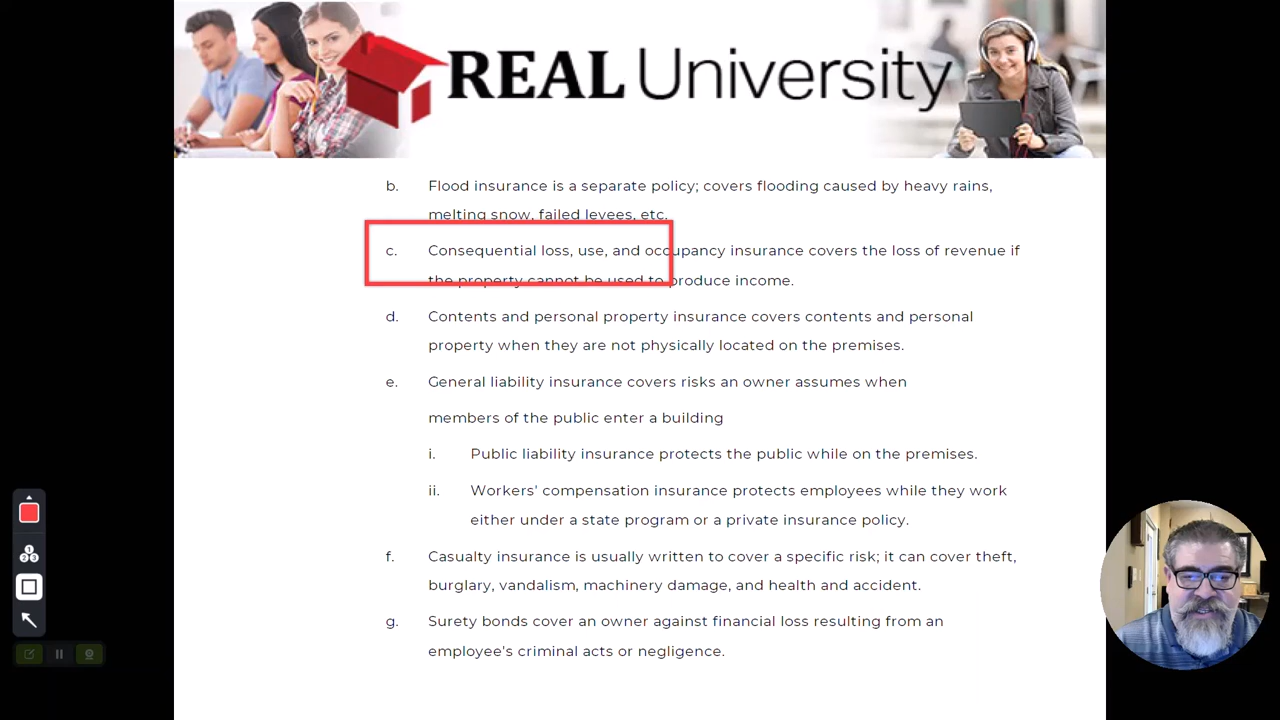 REAL University
b. Flood insurance is a separate policy; covers flooding caused by heavy rains,
melting snow, failed levees, etc.
c. Consequential loss, use, and occupancy insurance covers the loss of revenue if
the property cannot be used to produce income.
d. Contents and personal property insurance covers contents and personal
property when they are not physically located on the premises.
e. General liability insurance covers risks an owner assumes when
members of the public enter a building
i. Public liability insurance protects the public while on the premises.
ii. Workers' compensation insurance protects employees while they work
either under a state program or a private insurance policy.
f. Casualty insurance is usually written to cover a specific risk; it can cover theft,
burglary, vandalism, machinery damage, and health and accident.
g. Surety bonds cover an owner against financial loss resulting from an
employee's criminal acts or negligence.